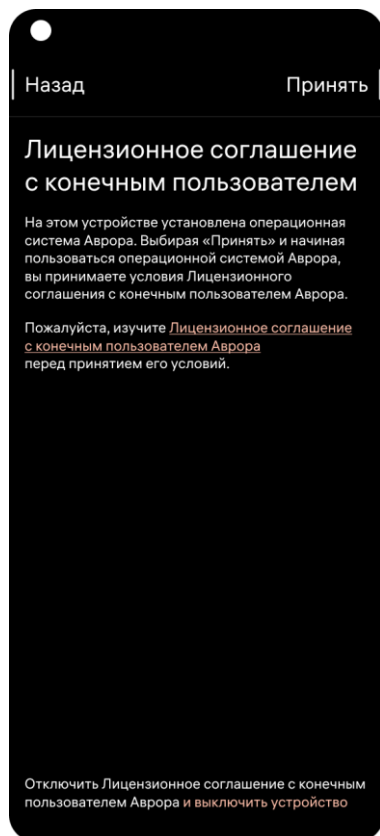 Назад
Принять
Лицензионное соглашение
с конечным пользователем
На этом устройстве установлена операционная
система Аврора. Выбирая «Принять» и начиная
пользоваться операционной системой Аврора,
вы принимаете условия Лицензионного
соглашения с конечным пользователем Аврора.
Пожалуйста, изучите Лицензионное соглашение
с конечным пользователем Аврора
перед принятием его условий.
Отключить Лицензионное соглашение с конечным
пользователем Аврора и выключить устройство